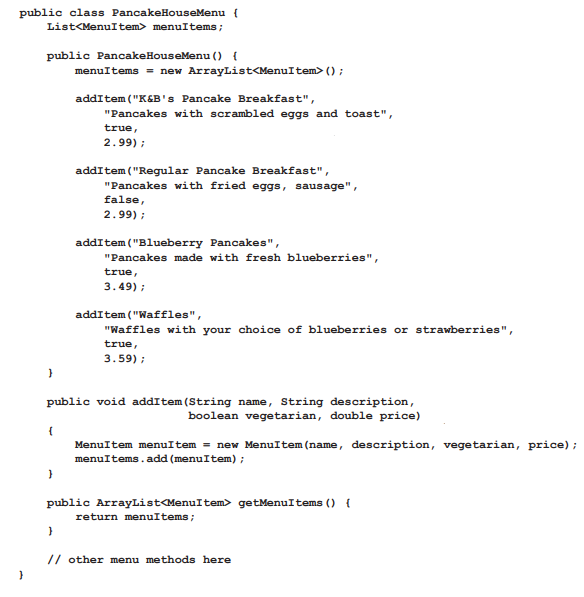 public class PancakeHouseMenu {
    List<MenuItem> menuItems;

    public PancakeHouseMenu() {
        menuItems = new ArrayList<MenuItem>();

        addItem("K&B's Pancake Breakfast",
            "Pancakes with scrambled eggs and toast",
            true,
            2.99);

        addItem("Regular Pancake Breakfast",
            "Pancakes with fried eggs, sausage",
            false,
            2.99);

        addItem("Blueberry Pancakes",
            "Pancakes made with fresh blueberries",
            true,
            3.49);

        addItem("Waffles",
            "Waffles with your choice of blueberries or strawberries",
            true,
            3.59);
    }

    public void addItem(String name, String description,
                        boolean vegetarian, double price)
    {
        MenuItem menuItem = new MenuItem(name, description, vegetarian, price);
        menuItems.add(menuItem);
    }

    public ArrayList<MenuItem> getMenuItems() {
        return menuItems;
    }

    // other menu methods here
}